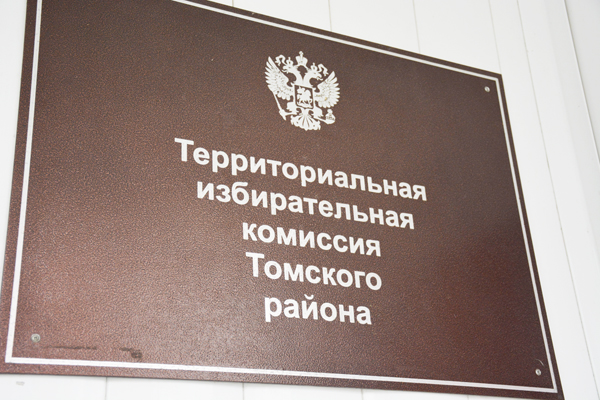 Территориальная
избирательная
комиссия
Томского
района